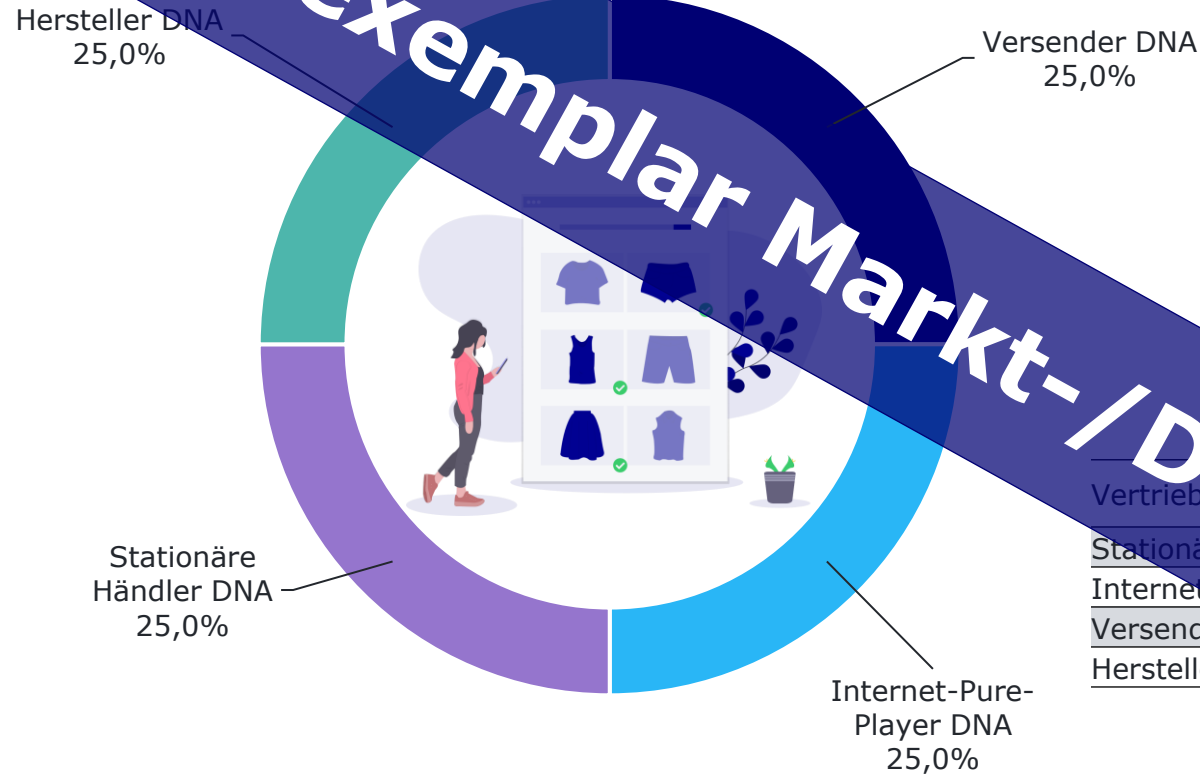 Hersteller DNA
25,0%
Versender DNA
25,0%
exemplar Markt-/D
Stationäre
Händler DNA
25,0%
Internet-Pure-
Player DNA
25,0%
Vertrieb
Stationä
Internet
Versend
Herstell